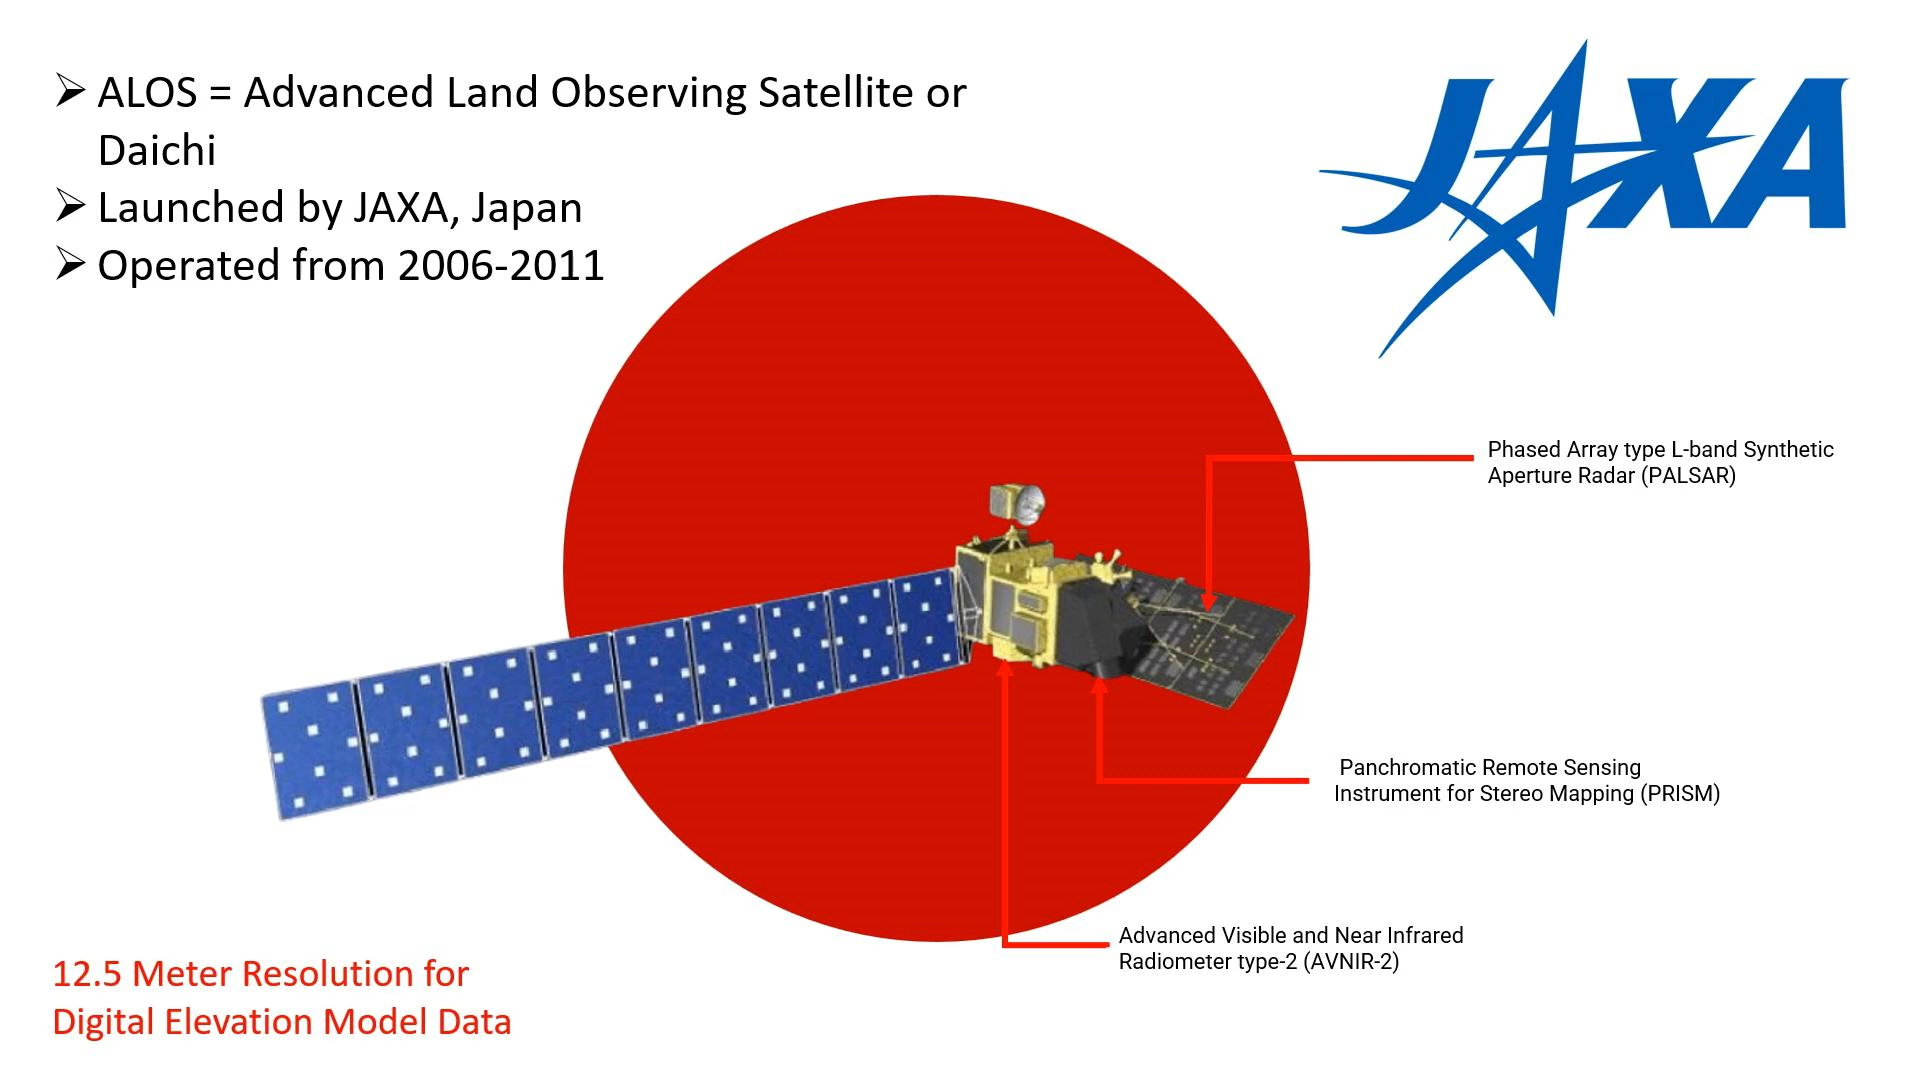 ALOS = Advanced Land Observing Satellite or
Daichi
Launched by JAXA, Japan
Operated from 2006-2011
JAXA
Phased Array type L-band Synthetic
Aperture Radar (PALSAR)
Panchromatic Remote Sensing
Instrument for Stereo Mapping (PRISM)
Advanced Visible and Near Infrared
Radiometer type-2 (AVNIR-2)
12.5 Meter Resolution for
Digital Elevation Model Data